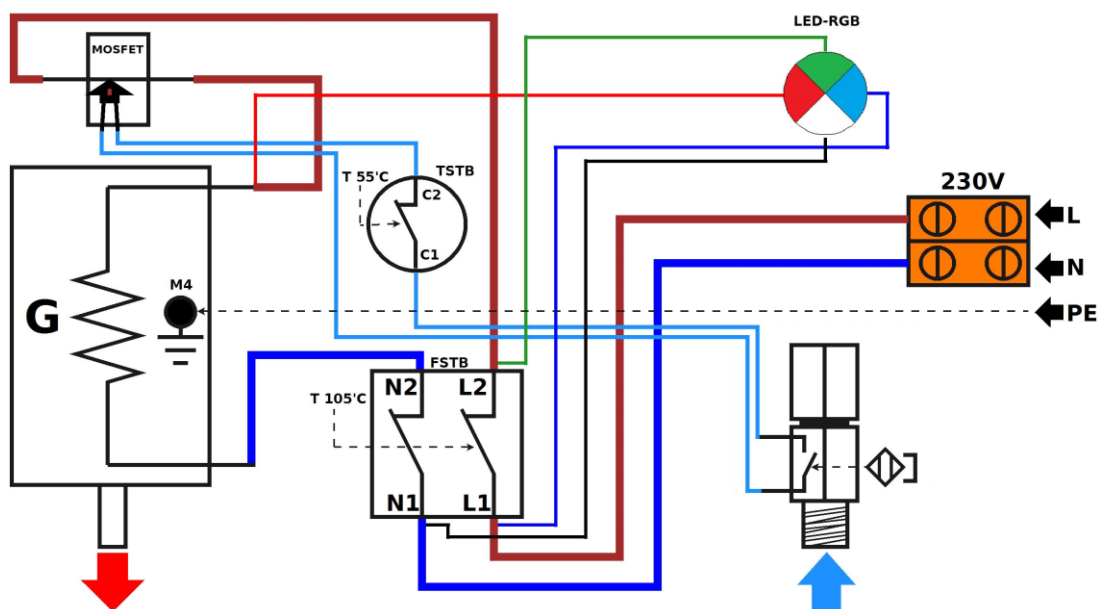 LED-RGB
MOSFET
T 55'C
TSTB
C2
C1
230V
L
N
PE
M4
G
FSTB
N2
L2
T 105'C
N1
L1